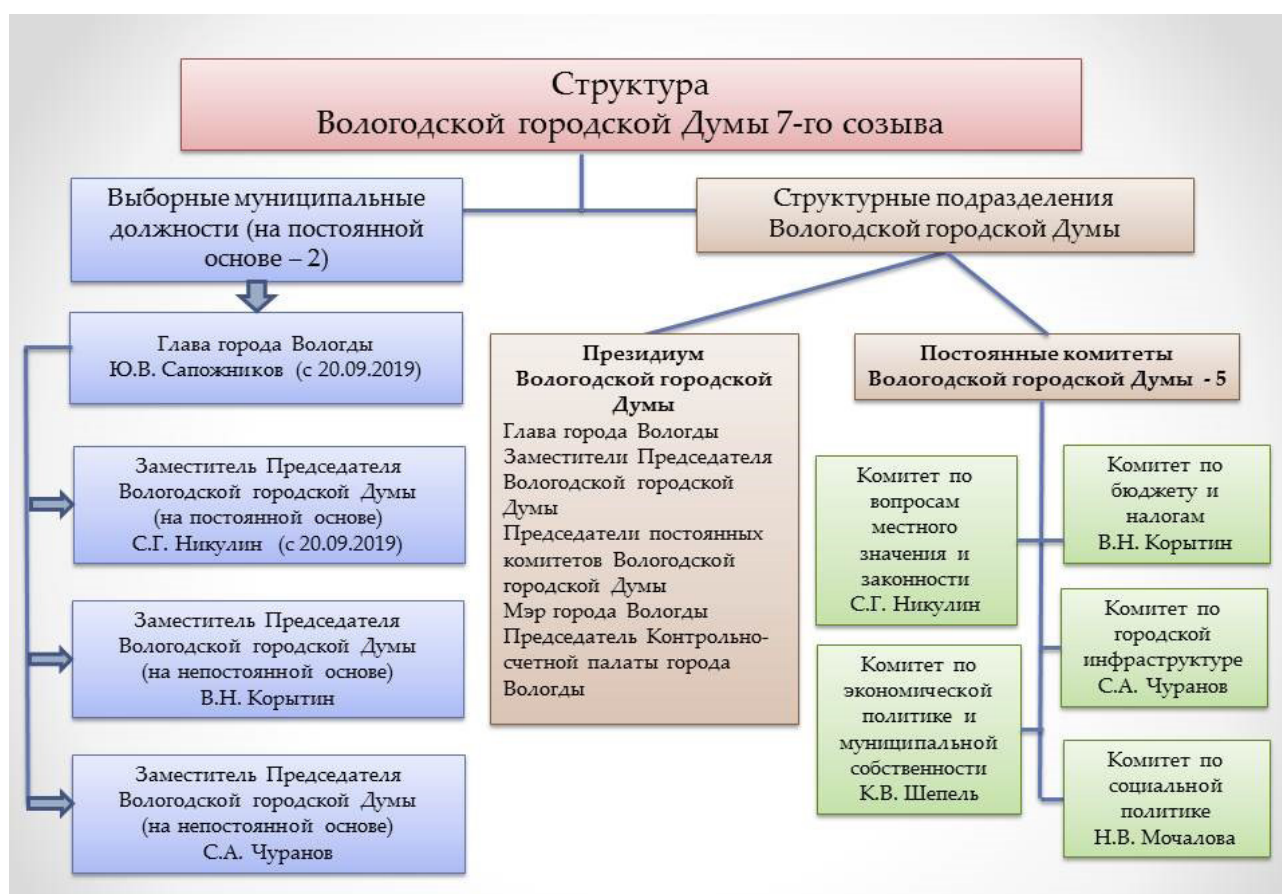 Структура
Вологодской городской Думы 7-го созыва
Выборные муниципальные
должности (на постоянной
основе – 2)
Глава города Вологды
Ю.В. Сапожников (с 20.09.2019)
Заместитель Председателя
Вологодской городской Думы
(на постоянной основе)
С.Г. Никулин (с 20.09.2019)
Заместитель Председателя
Вологодской городской Думы
(на непостоянной основе)
В.Н. Корытин
Заместитель Председателя
Вологодской городской Думы
(на непостоянной основе)
С.А. Чуранов
Структурные подразделения
Вологодской городской Думы
Президиум
Вологодской городской
Думы
Глава города Вологды
Заместители Председателя
Вологодской городской
Думы
Председатели постоянных
комитетов Вологодской
городской Думы
Мэр города Вологды
Председатель Контрольно-
счетной палаты города
Вологды
Постоянные комитеты
Вологодской городской Думы - 5
Комитет по
вопросам
местного
значения и
законности
С.Г. Никулин
Комитет по
бюджету и
налогам
В.Н. Корытин
Комитет по
городской
инфраструктуре
С.А. Чуранов
Комитет по
экономической
политике и
муниципальной
собственности
К.В. Шепель
Комитет по
социальной
политике
Н.В. Мочалова